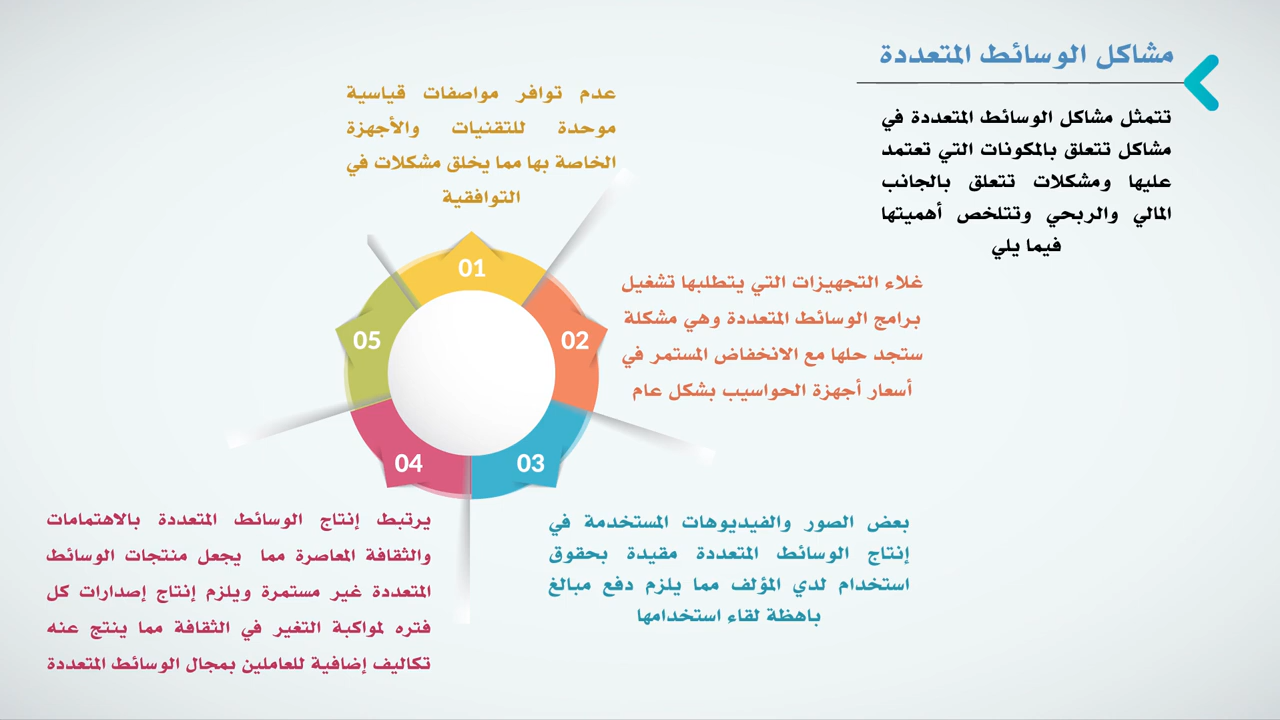 مشاكل الوسائط المتعددة
تتمثل مشاكل الوسائط المتعددة في
مشاكل تتعلق بالمكونات التي تعتمد
عليها ومشكلات تتعلق بالجانب
المالي والربحي وتتلخص أهميتها
فيما يلي
عدم توافر مواصفات قياسية
موحدة للتقنيات والأجهزة
الخاصة بها مما يخلق مشكلات في
التوافقية
01
غلاء التجهيزات التي يتطلبها تشغيل
برامج الوسائط المتعددة وهي مشكلة
ستجد حلها مع الانخفاض المستمر في
أسعار أجهزة الحواسيب بشكل عام
02
بعض الصور والفيديوهات المستخدمة في
إنتاج الوسائط المتعددة مقيدة بحقوق
استخدام لدي المؤلف مما يلزم دفع مبالغ
باهظة لقاء استخدامها
03
يرتبط إنتاج الوسائط المتعددة بالاهتمامات
والثقافة المعاصرة مما يجعل منتجات الوسائط
المتعددة غير مستمرة ويلزم إنتاج إصدارات كل
فتره لمواكبة التغير في الثقافة مما ينتج عنه
تكاليف إضافية للعاملين بمجال الوسائط المتعددة
04
05